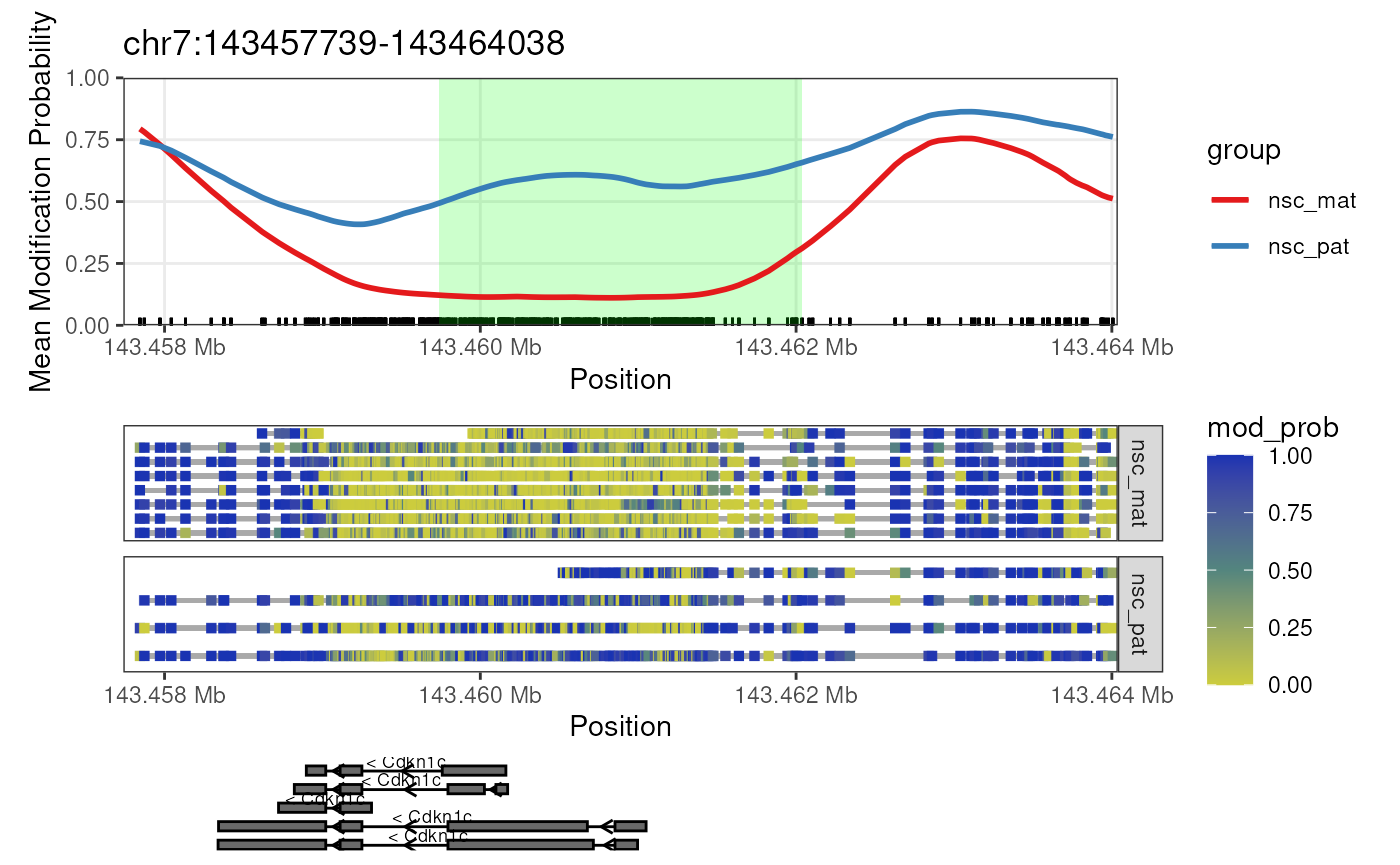 chr7:143457739-143464038
Mean Modification Probability
1.00
0.75
0.50
0.25
0.00
143.458 Mb 143.460 Mb 143.462 Mb 143.464 Mb
Position
group
nsc_mat
nsc_pat
nsc_mat
nsc_pat
143.458 Mb 143.460 Mb 143.462 Mb 143.464 Mb
Position
mod_prob
1.00
0.75
0.50
0.25
0.00
< Cdkn1c
< Cdkn1c
< Cdkn1c
< Cdkn1c
< Cdkn1c